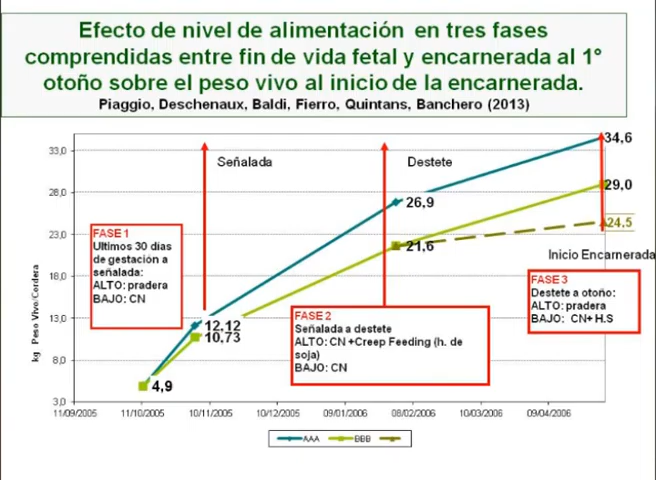 Efecto de nivel de alimentación en tres fases
comprendidas entre fin de vida fetal y encarnerada al 1°
otoño sobre el peso vivo al inicio de la encarnerada.
Piaggio, Deschenaux, Baldi, Fierro, Quintans, Banchero (2013)
kg Peso Vivo/Cordera
33,0
28,0
23,0
18,0
13,0
8,0
3,0
Señalada
Destete
34,6
29,0
24.5
26,9
21,6
12,12
10,73
4,9
Inicio Encarnerada
FASE 1
Ultimos 30 días
de gestación a
señalada:
ALTO: pradera
BAJO: CN
FASE 2
Señalada a destete
ALTO: CN +Creep Feeding (h. de
soja)
BAJO: CN
FASE 3
Destete a otoño:
ALTO: pradera
BAJO: CN+ H.S
11/09/2005
11/10/2005
10/11/2005
10/12/2005
09/01/2006
08/02/2006
10/03/2006
09/04/2006
AAA
BBB